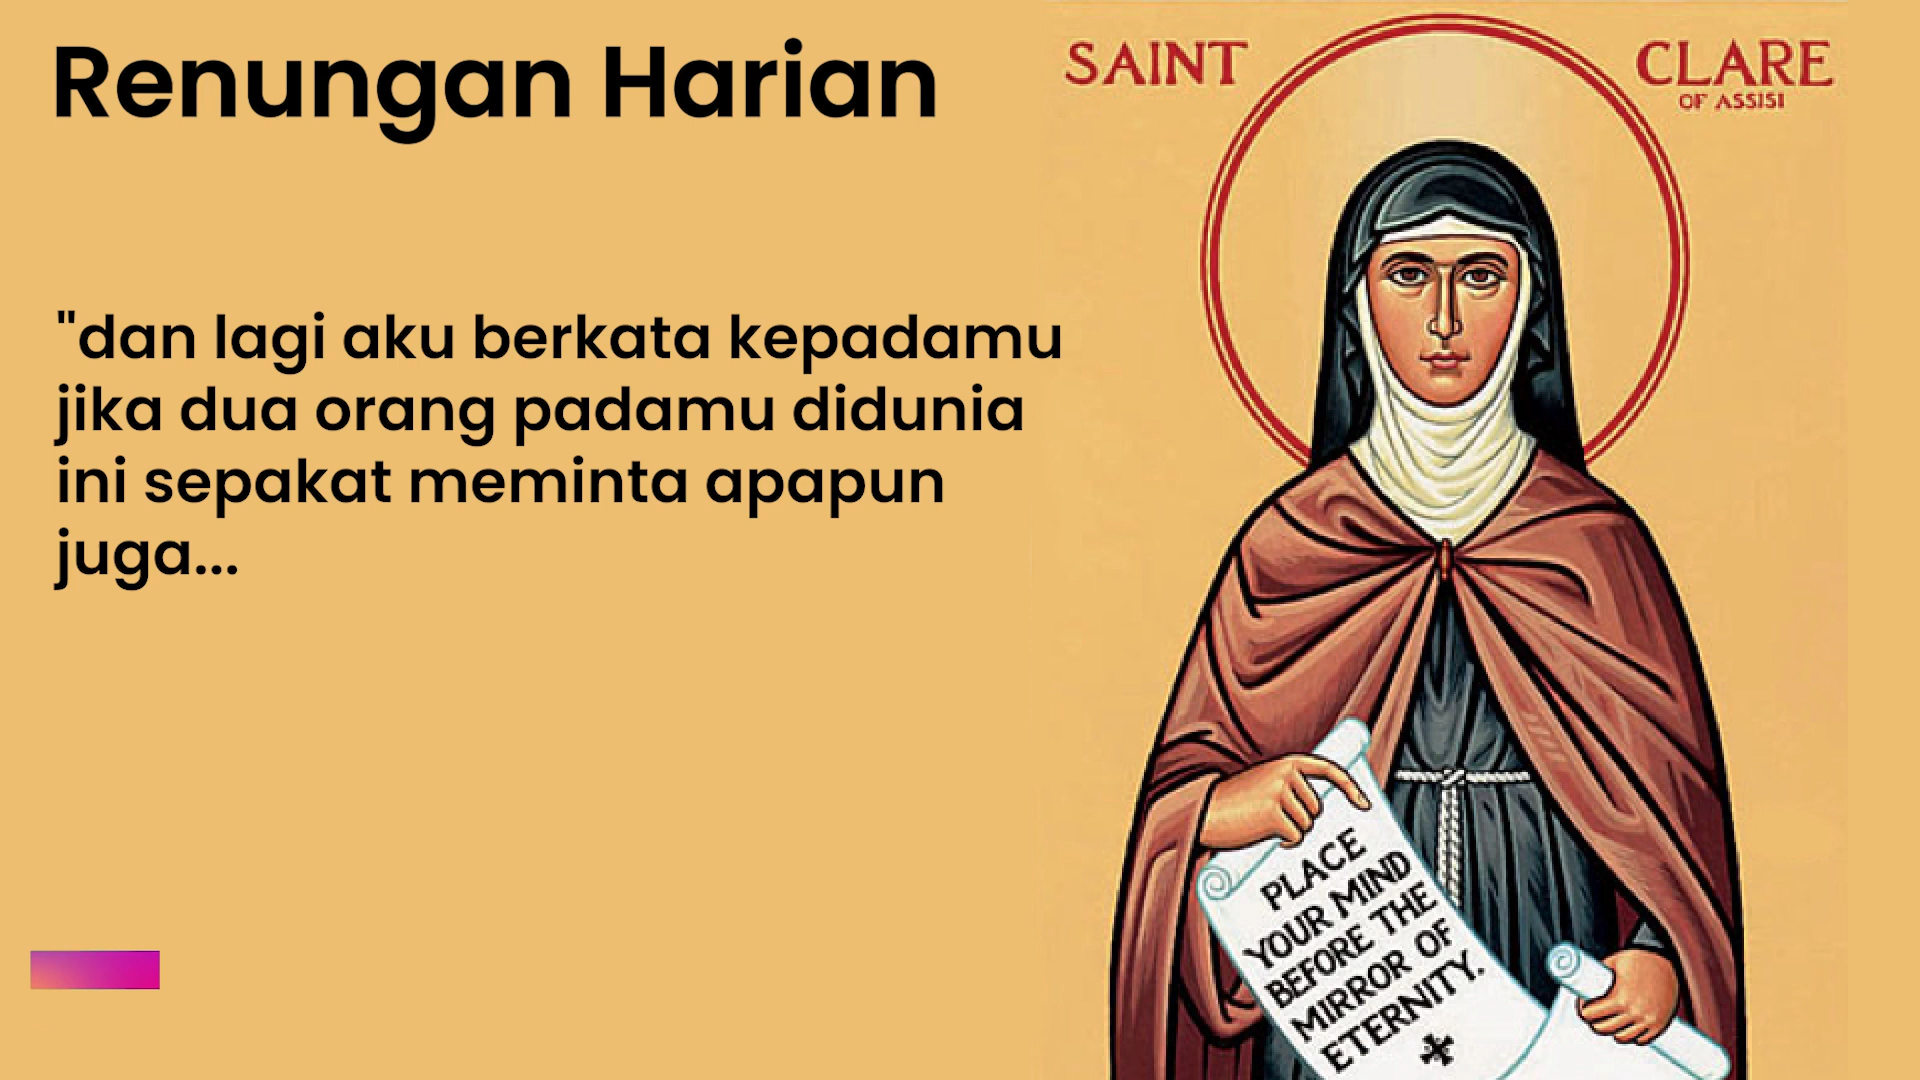 Renungan Harian
"dan lagi aku berkata kepadamu
jika dua orang padamu didunia
ini sepakat meminta apapun
juga...
SAINT
CLARE
OF ASSISI
PLACE
YOUR MIND
BEFORE THE
MIRROR OF
ETERNITY.